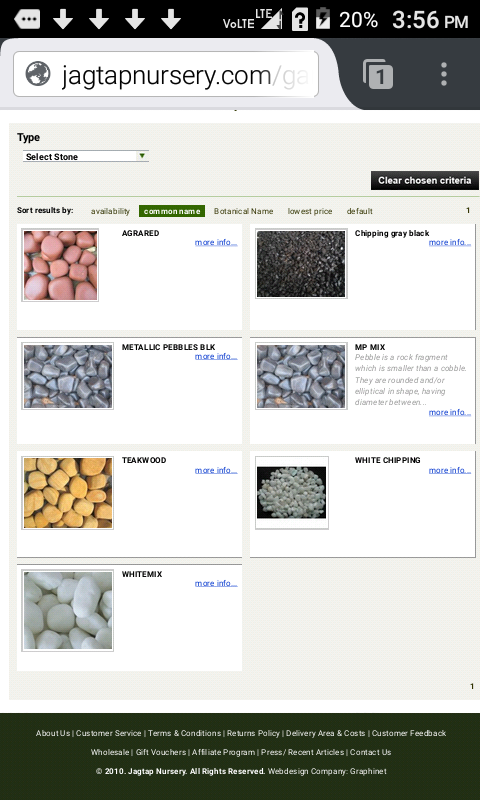 VoLTE LTE 20% 3:56 PM
jagtapnursery.com/ga
1
Type
Select Stone
Clear chosen criteria
Sort results by: availability common name Botanical Name lowest price default 1
AGRARED
more info...
Chipping gray black
more info...
METALLIC PEBBLES BLK
more info...
MP MIX
Pebble is a rock fragment
which is smaller than a cobble.
They are rounded and/or
elliptical in shape, having
diameter between...
more info...
TEAKWOOD
more info...
WHITE CHIPPING
more info...
WHITEMIX
more info...
1
About Us | Customer Service | Terms & Conditions | Returns Policy | Delivery Area & Costs | Customer Feedback
Wholesale | Gift Vouchers | Affiliate Program | Press/ Recent Articles | Contact Us
© 2010. Jagtap Nursery. All Rights Reserved. Webdesign Company: Graphinet